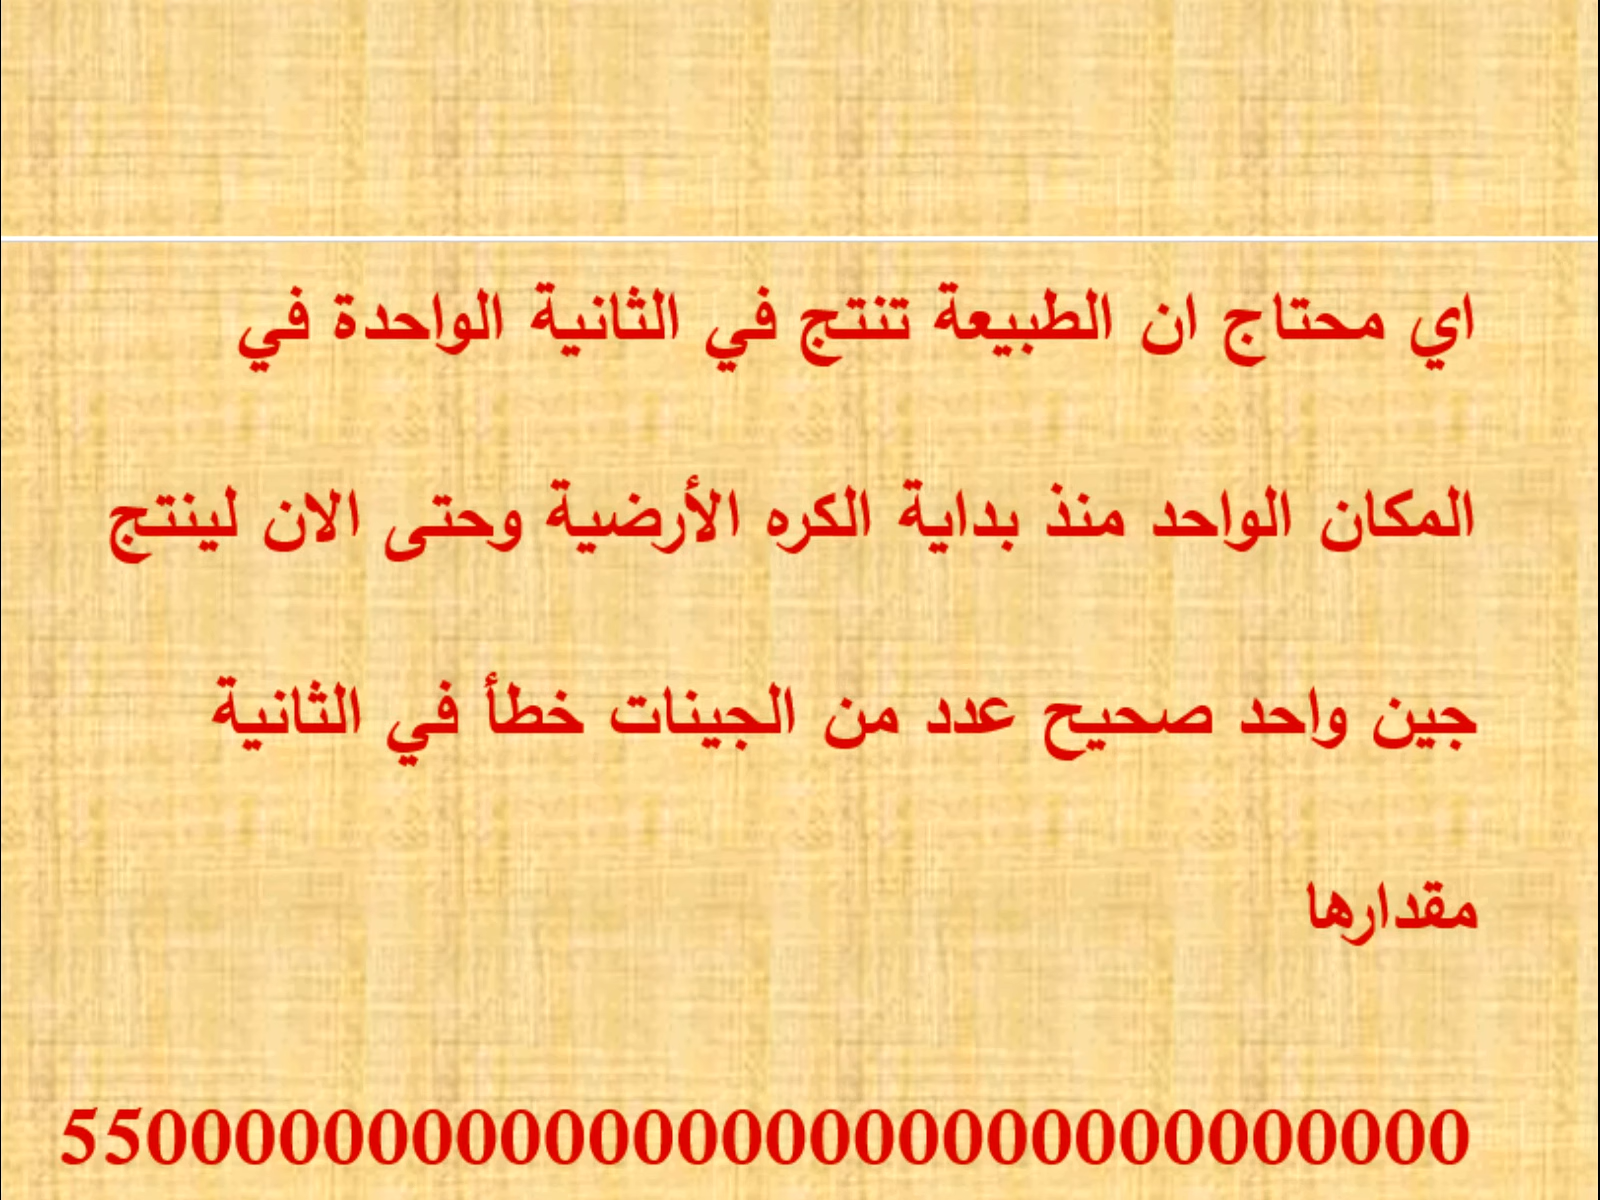 اي محتاج ان الطبيعة تنتج في الثانية الواحدة في
المكان الواحد منذ بداية الكره الأرضية وحتى الان لينتج
جين واحد صحيح عدد من الجينات خطأ في الثانية
مقدارها
55000000000000000000000000000000